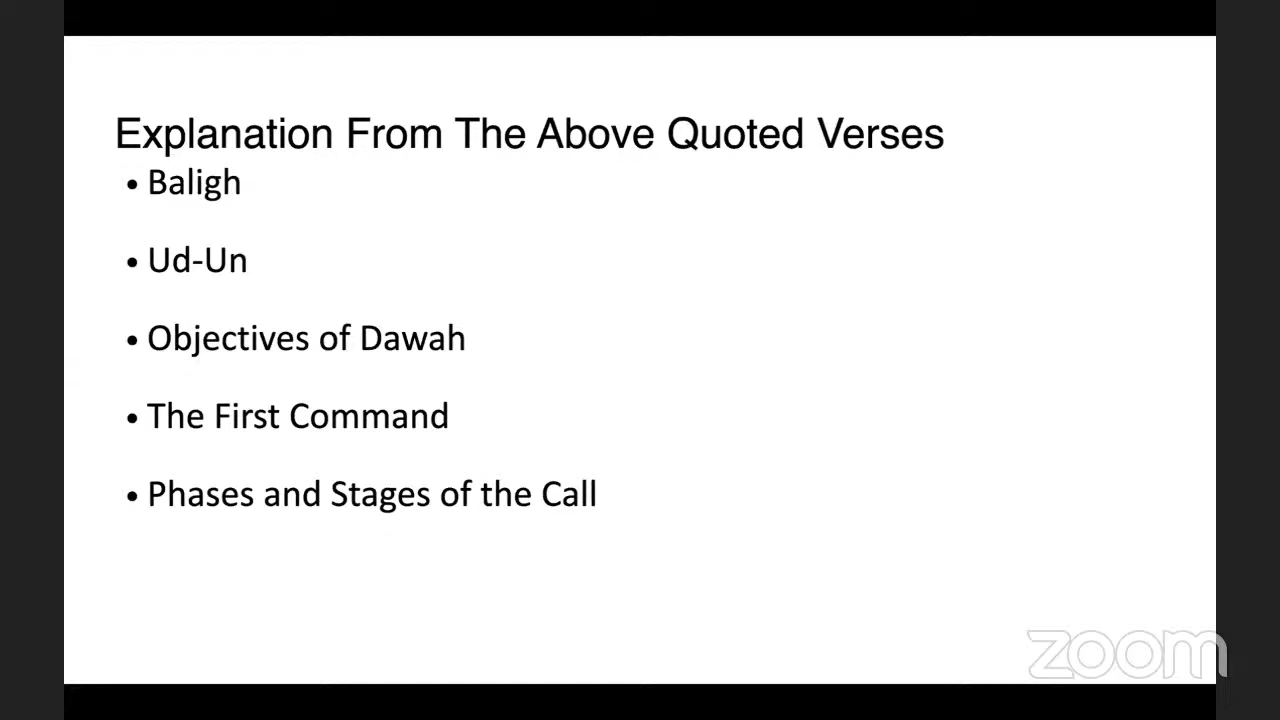 Explanation From The Above Quoted Verses
• Baligh
• Ud-Un
• Objectives of Dawah
• The First Command
• Phases and Stages of the Call
zoom